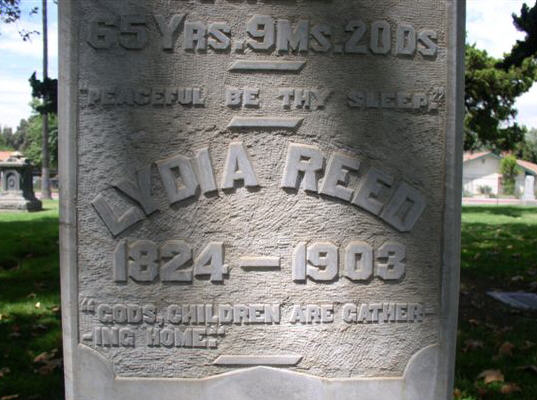 65 Yrs. 9 Ms. 20 Ds
"PEACEFUL BE THY SLEEP."
LYDIA REED
1824 – 1903
"GODS, CHILDREN ARE GATHER-
-ING HOME."